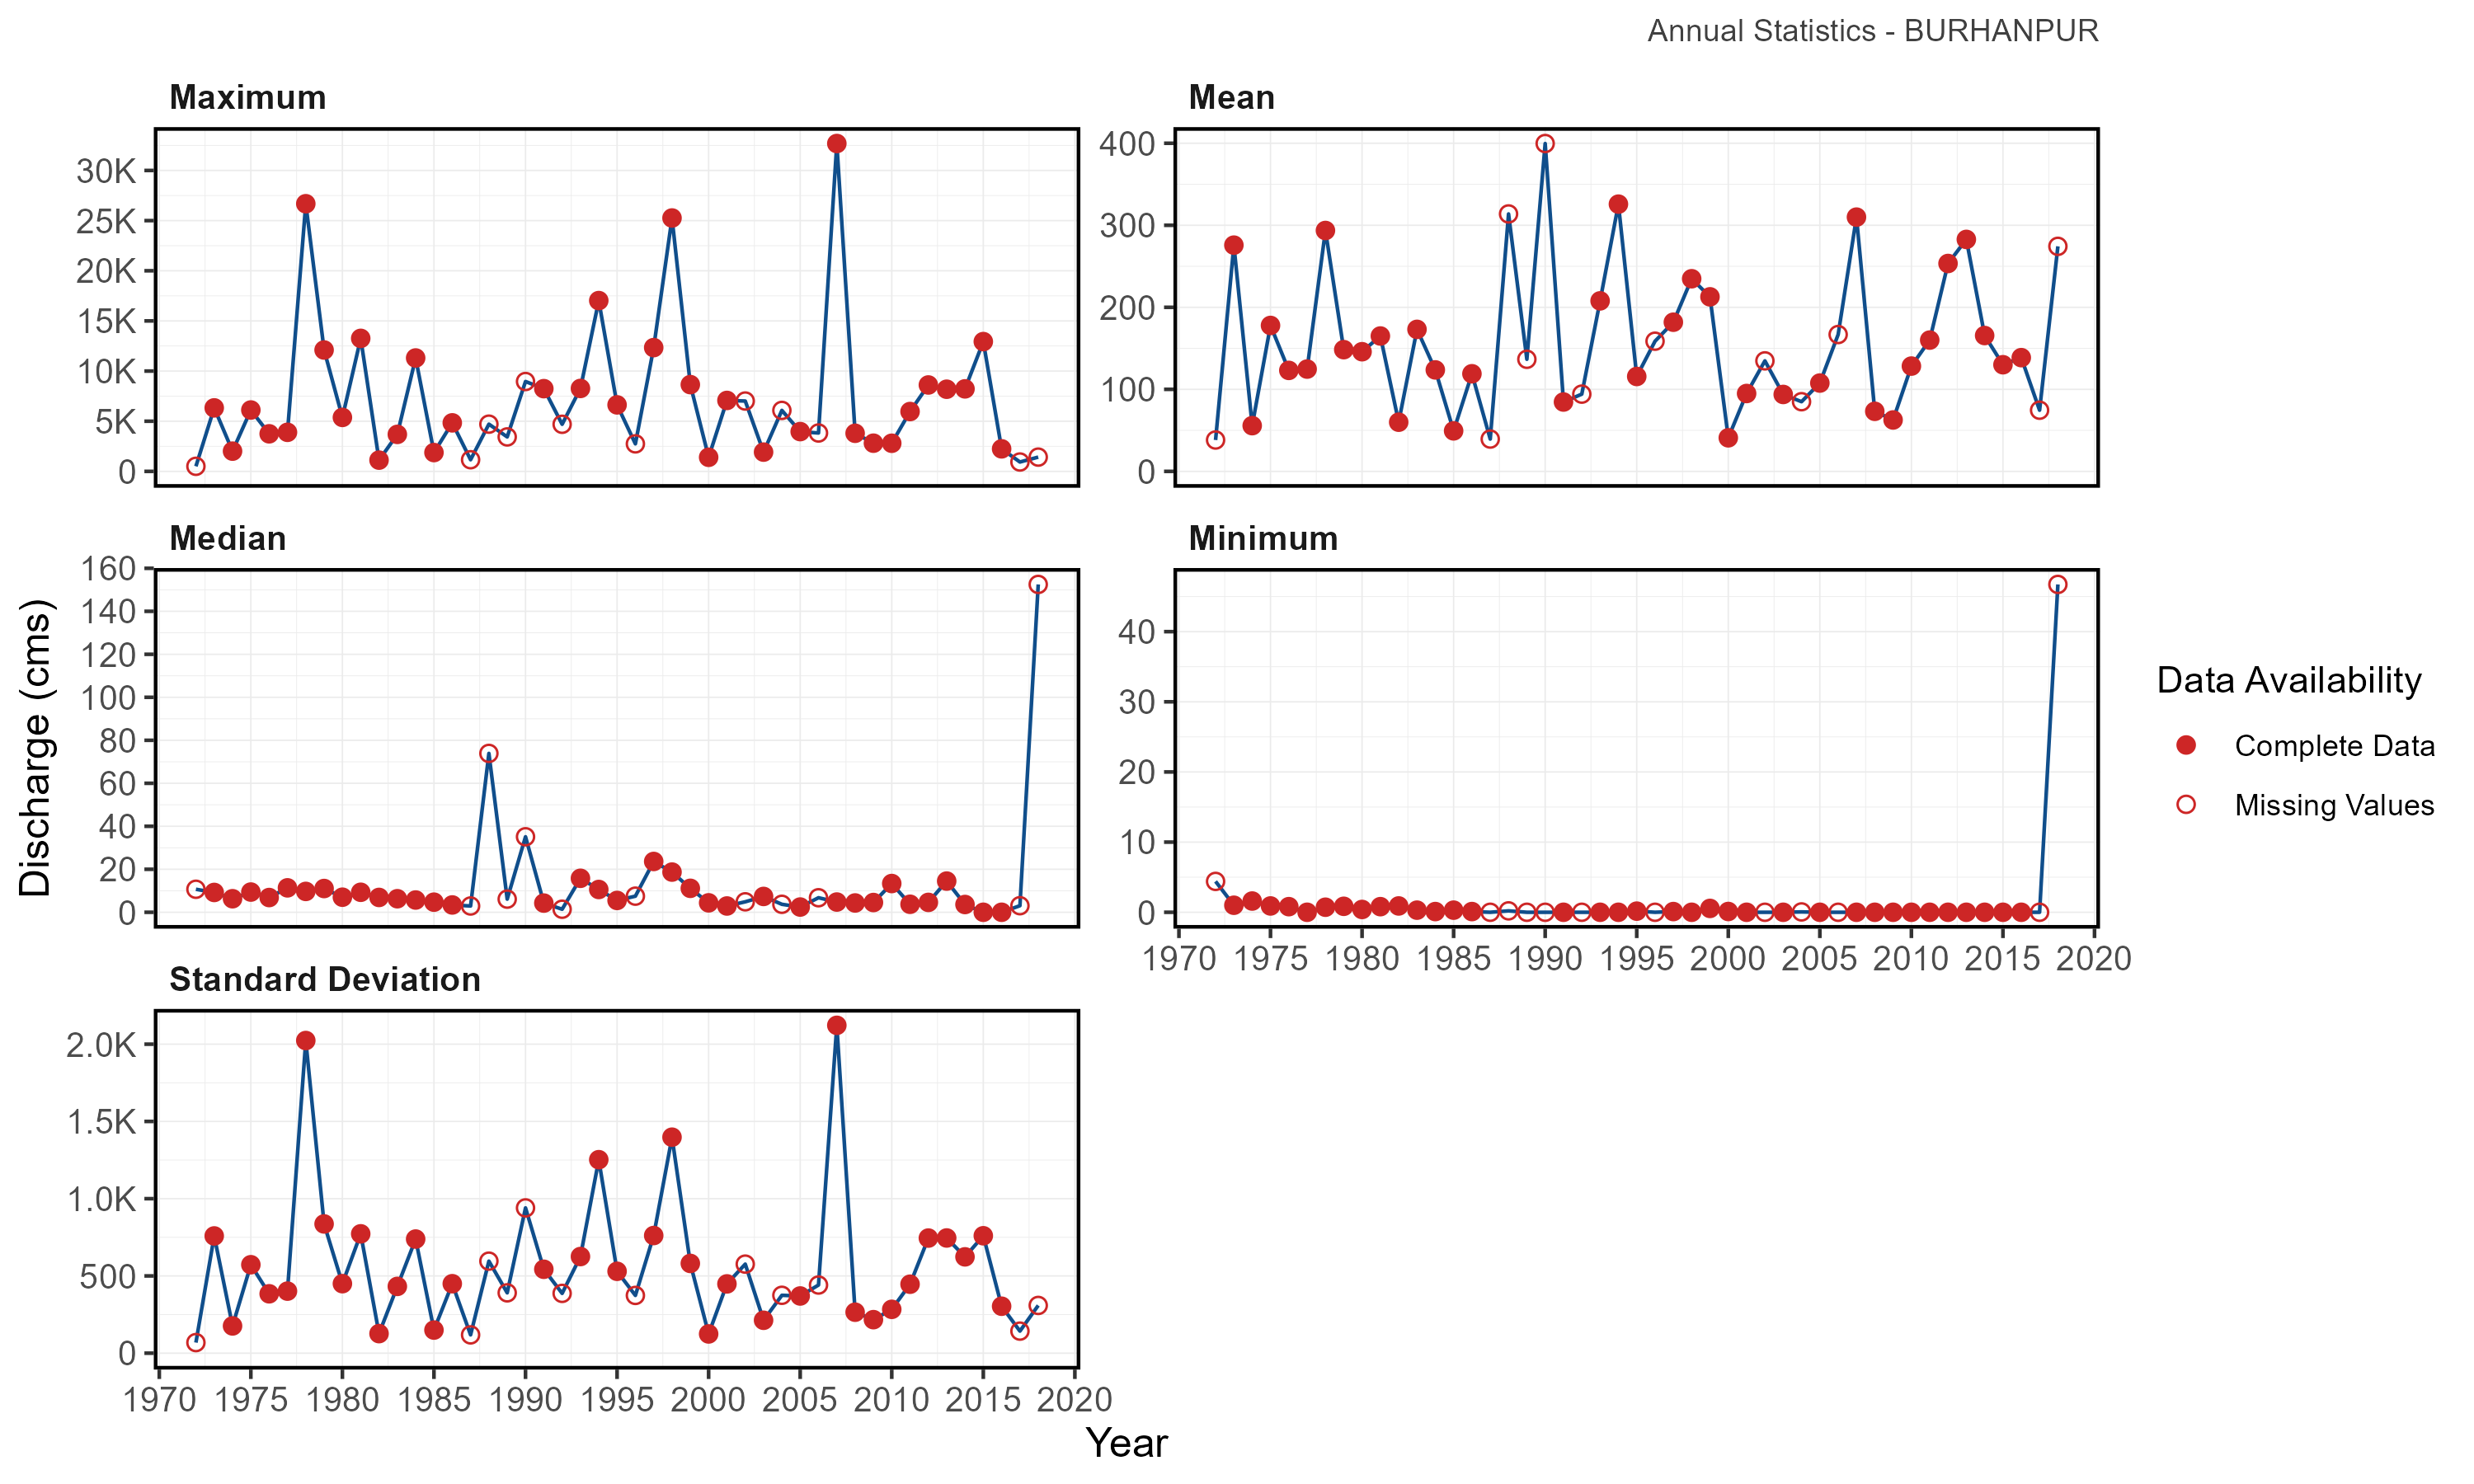 Annual Statistics - BURHANPUR
Maximum
30K
25K
20K
15K
10K
5K
0
Mean
400
300
200
100
0
Discharge (cms)
Median
160
140
120
100
80
60
40
20
0
Minimum
40
30
20
10
0
1970 1975 1980 1985 1990 1995 2000 2005 2010 2015 2020
Data Availability
Complete Data
Missing Values
Standard Deviation
2.0K
1.5K
1.0K
500
0
1970 1975 1980 1985 1990 1995 2000 2005 2010 2015 2020
Year